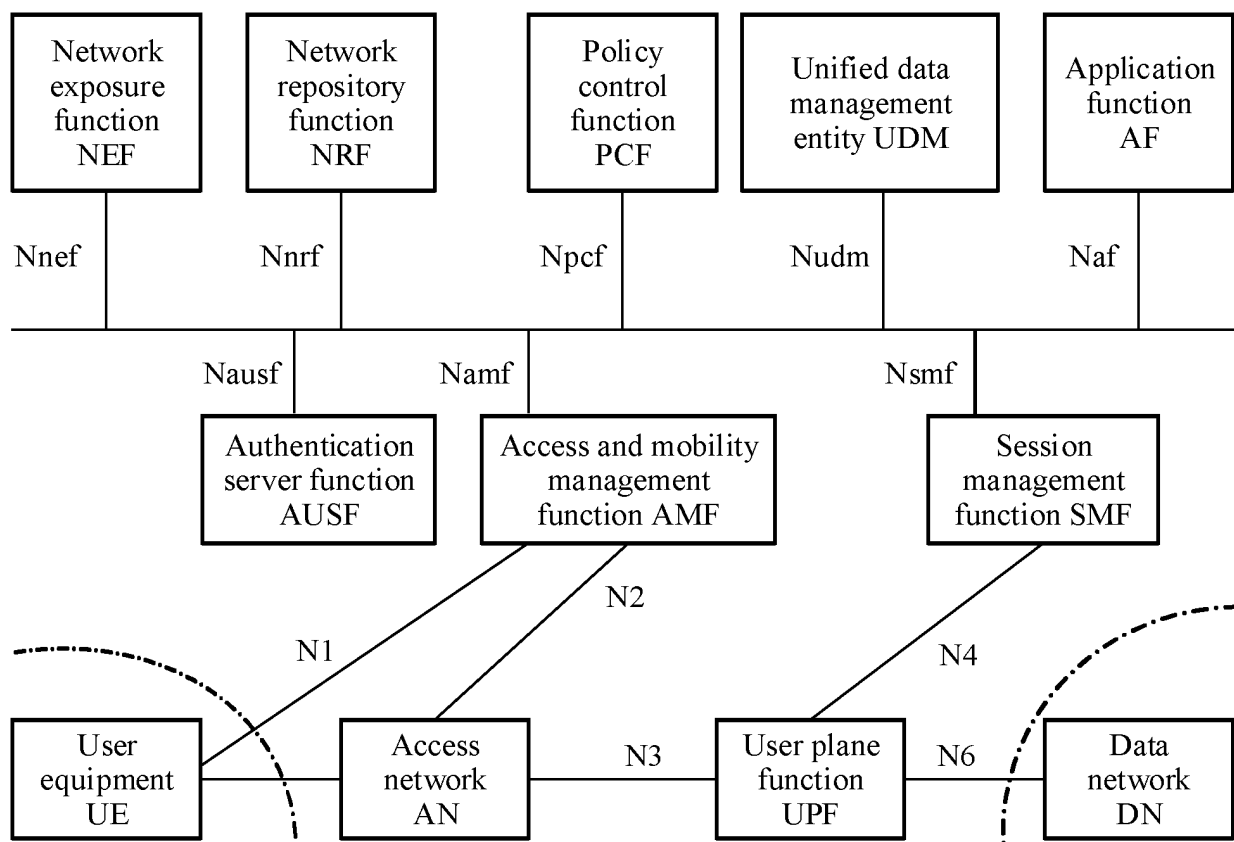 Network
exposure
function
NEF
Network
repository
function
NRF
Policy
control
function
PCF
Unified data
management
entity UDM
Application
function
AF
Nnef
Nnrf
Npcf
Nudm
Naf
Nausf
Namf
Nsmf
Authentication
server function
AUSF
Access and mobility
management
function AMF
Session
management
function SMF
N2
N1
N4
User
equipment
UE
Access
network
AN
N3
User plane
function
UPF
N6
Data
network
DN